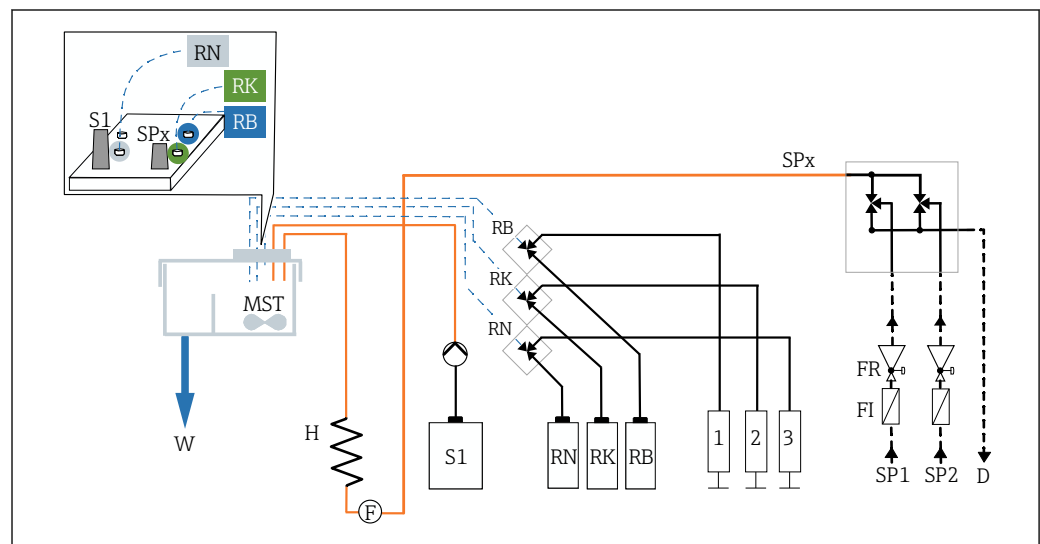 RN
RK
RB
S1
SPx
SPx
RB
RK
RN
MST
FR
FI
W
H
S1
RN
RK
RB
1
2
3
SP1
SP2
D
F